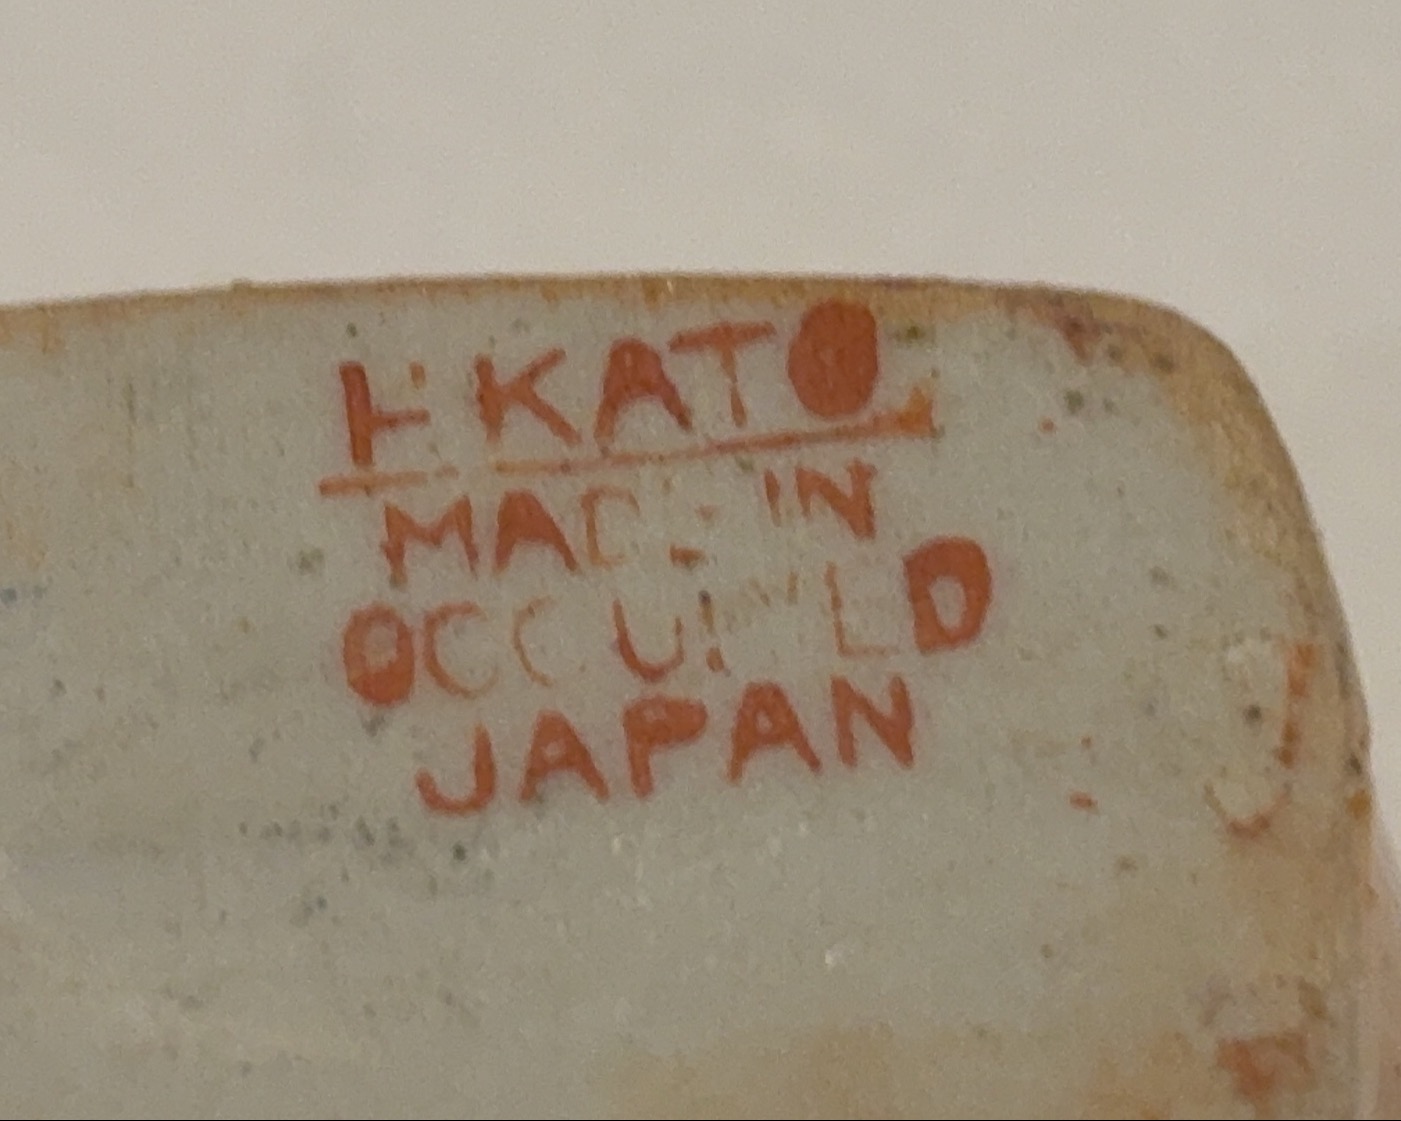 H KATO
MADE IN
OCCUPIED
JAPAN